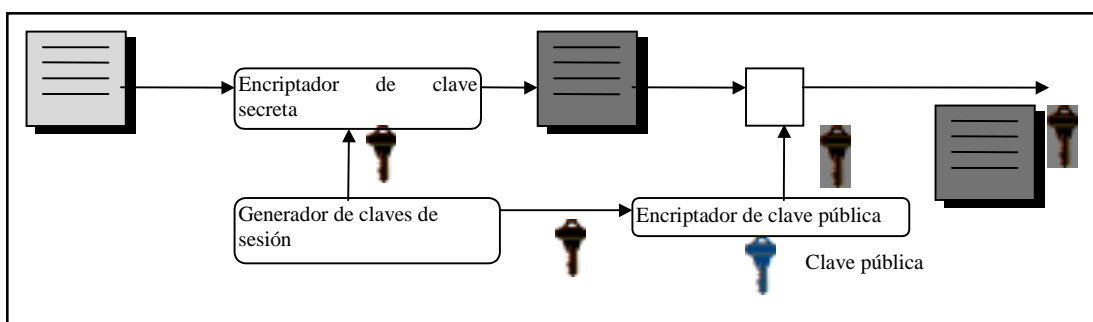 Encriptador de clave
secreta
Generador de claves de
sesión
Encriptador de clave pública
Clave pública